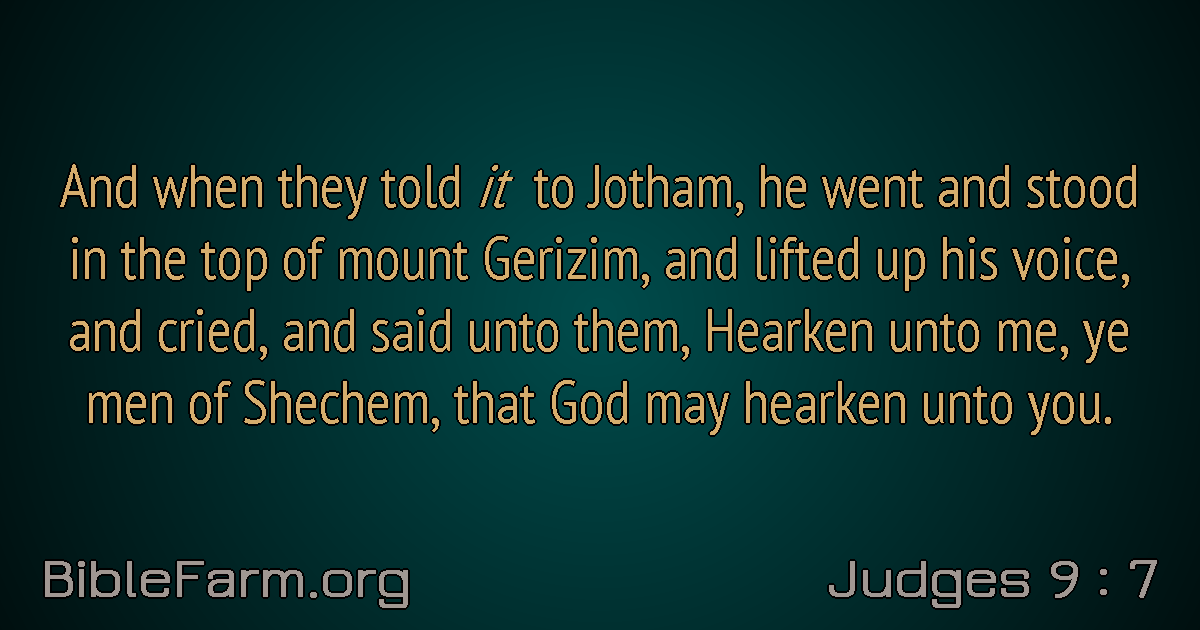 And when they told it to Jotham, he went and stood
in the top of mount Gerizim, and lifted up his voice,
and cried, and said unto them, Hearken unto me, ye
men of Shechem, that God may hearken unto you.
BibleFarm.org
Judges 9 : 7